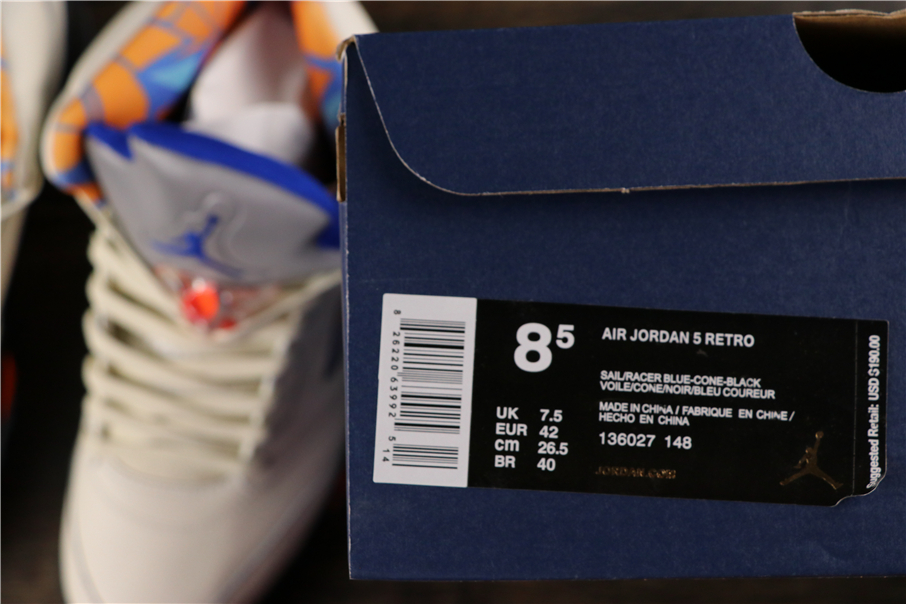 8 26220 63992 5 14
8 5
AIR JORDAN 5 RETRO
SAIL/RACER BLUE-CONE-BLACK
VOILE/CONE/NOIR/BLEU COUREUR
UK 7.5
EUR 42
cm 26.5
BR 40
MADE IN CHINA / FABRIQUE EN CHINE /
HECHO EN CHINA
136027 148
JORDAN.COM
Suggested Retail: USD $190.00